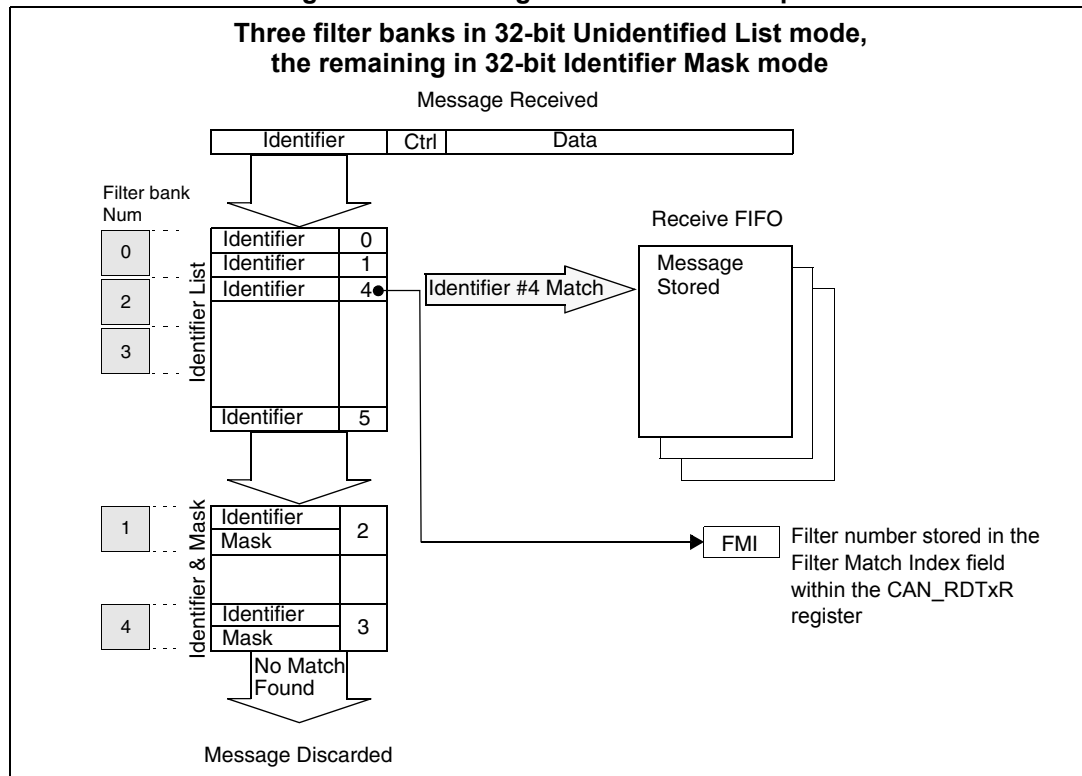 Three filter banks in 32-bit Unidentified List mode,
the remaining in 32-bit Identifier Mask mode
Message Received
Identifier Ctrl Data
Filter bank
Num
Receive FIFO
0
2
3
Identifier List
Identifier 0
Identifier 1
Identifier 4
Identifier 5
Identifier #4 Match
Message
Stored
1
4
Identifier & Mask
Identifier
Mask
2
Identifier
Mask
3
FMI
Filter number stored in the
Filter Match Index field
within the CAN_RDTxR
register
No Match
Found
Message Discarded